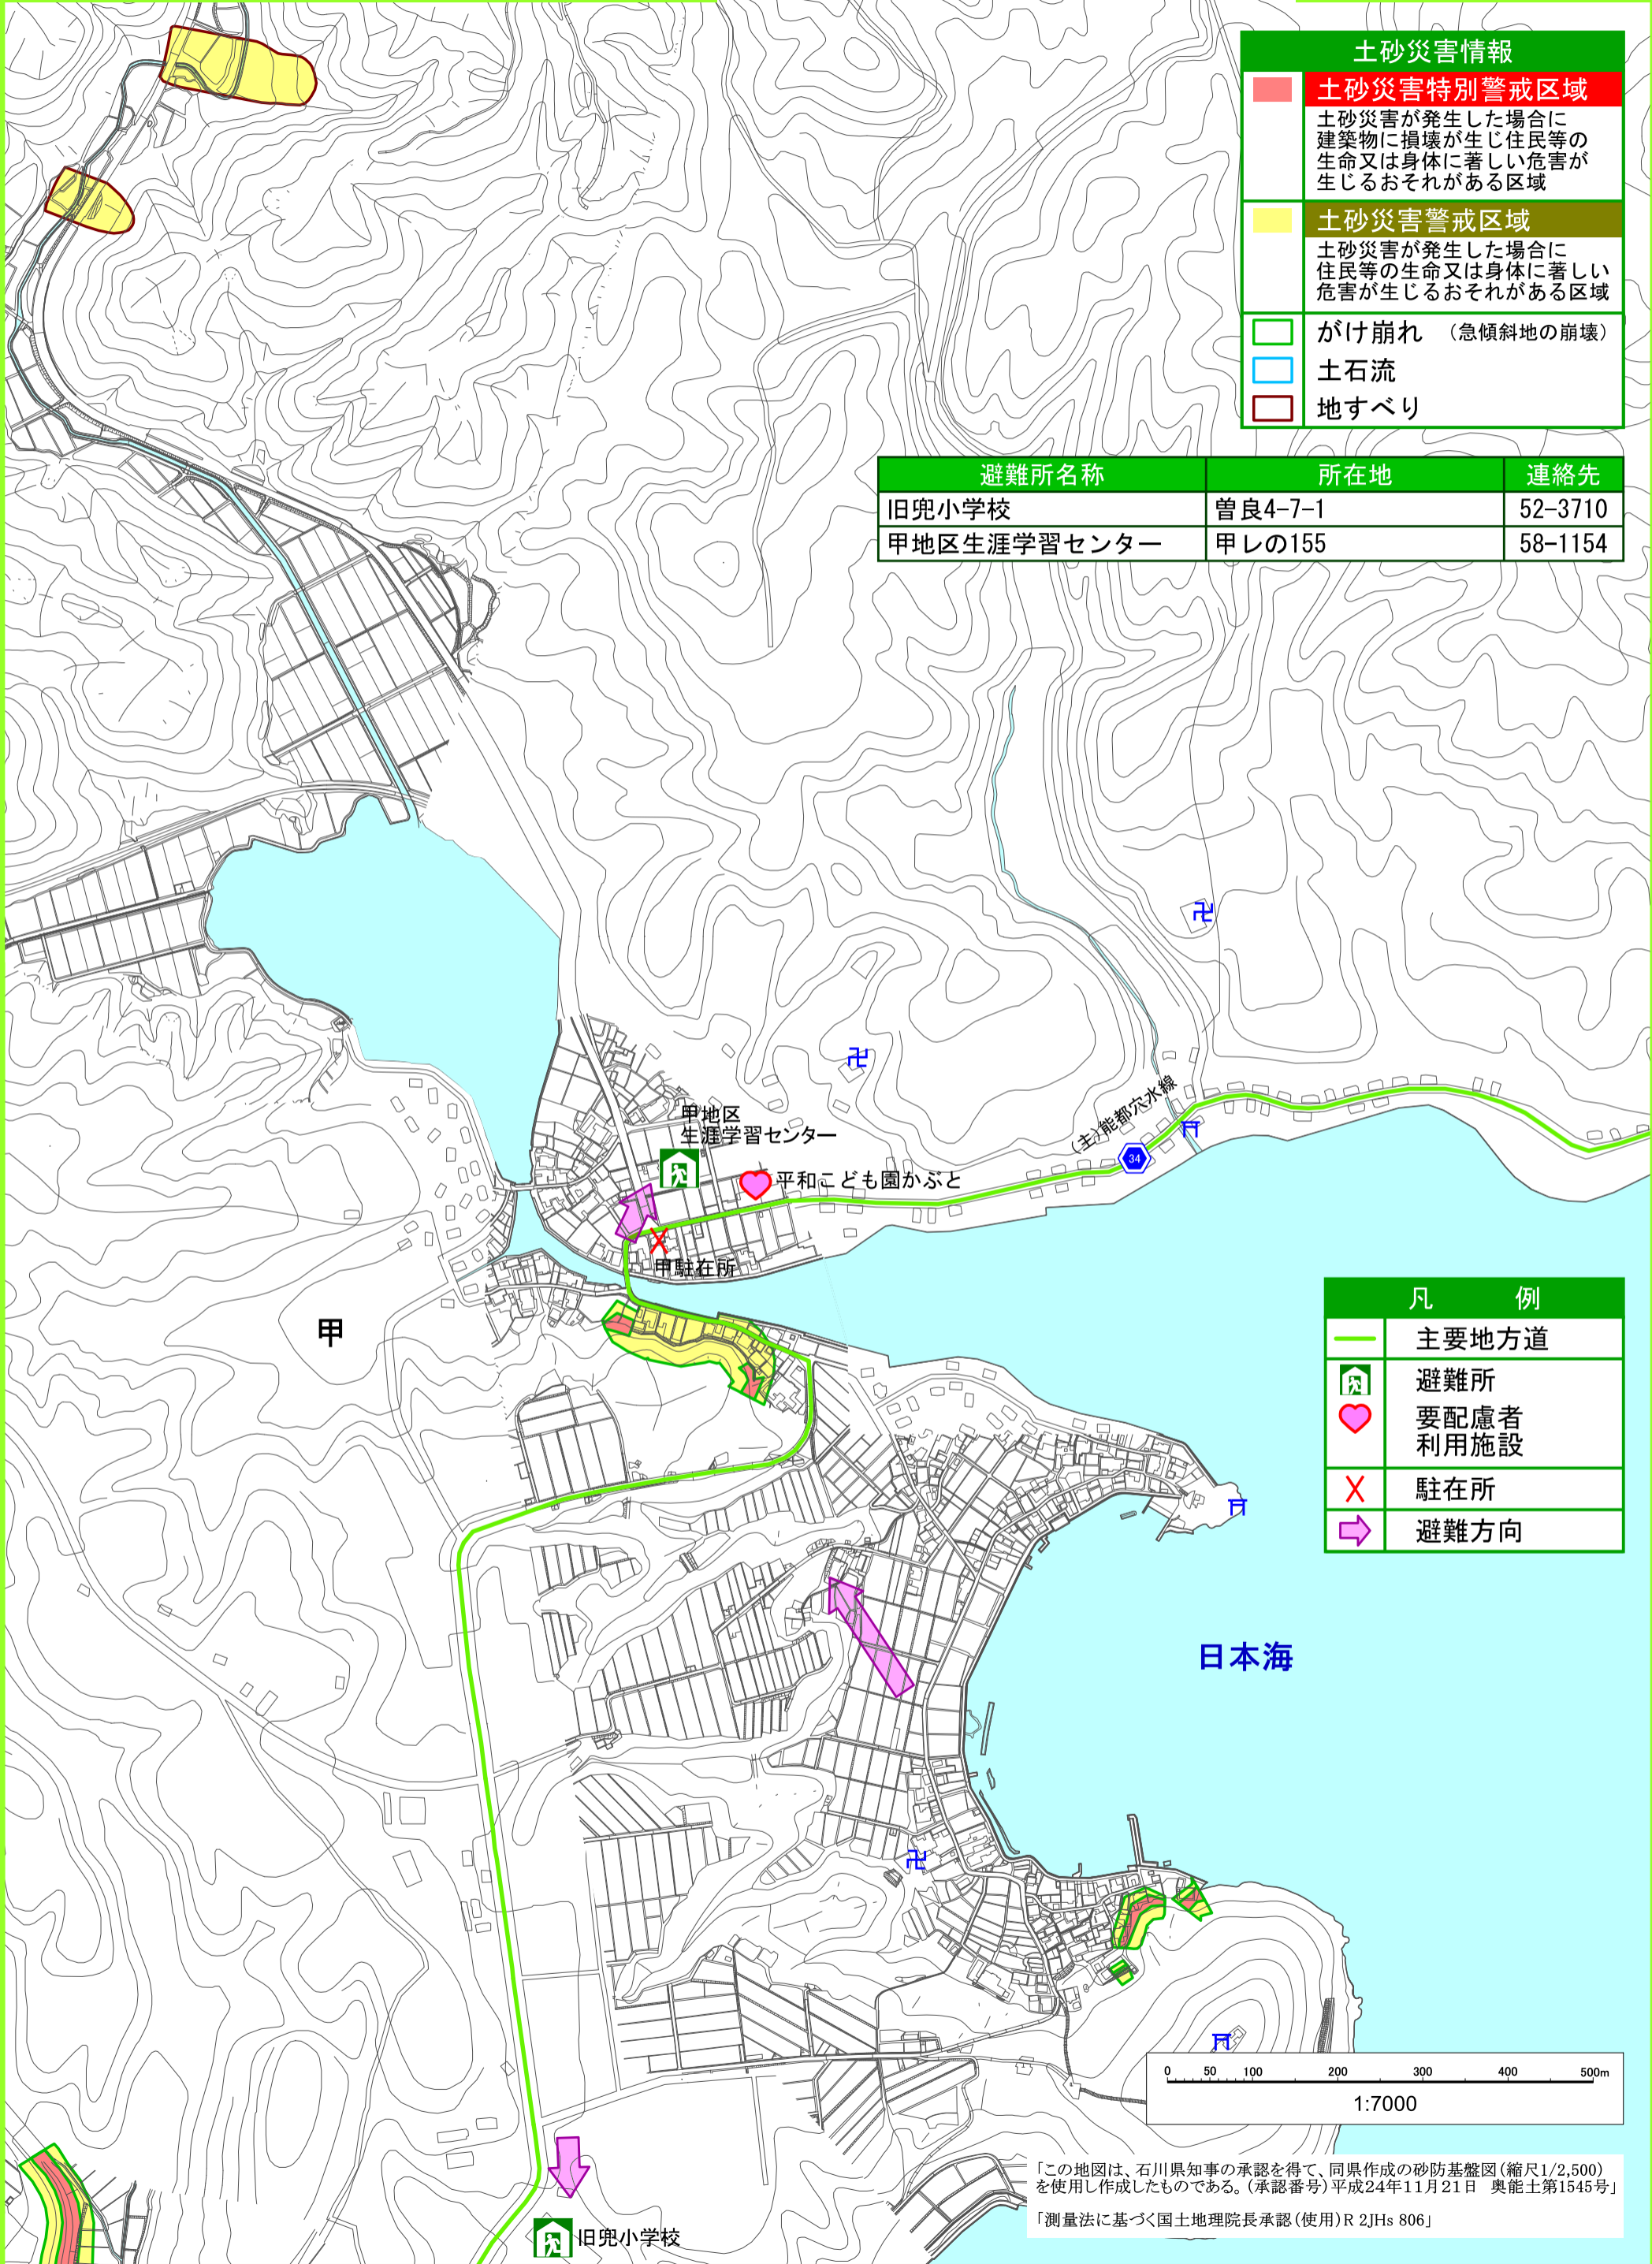 土砂災害情報
土砂災害特別警戒区域
土砂災害が発生した場合に
建築物に損壊が生じ住民等の
生命又は身体に著しい危害が
生じるおそれがある区域
土砂災害警戒区域
土砂災害が発生した場合に
住民等の生命又は身体に著しい
危害が生じるおそれがある区域
がけ崩れ （急傾斜地の崩壊）
土石流
地すべり
避難所名称 所在地 連絡先
旧兜小学校 曽良4-7-1 52-3710
甲地区生涯学習センター 甲レの155 58-1154
（主）能都穴水線
34
甲地区
生涯学習センター
平和こども園かぶと
甲駐在所
甲
凡 例
主要地方道
避難所
要配慮者
利用施設
駐在所
避難方向
日本海
0 50 100 200 300 400 500m
1:7000
「この地図は、石川県知事の承認を得て、同県作成の砂防基盤図（縮尺1/2,500）
を使用し作成したものである。（承認番号）平成24年11月21日 奥能土第1545号」
「測量法に基づく国土地理院長承認（使用）R 2JHs 806」
旧兜小学校